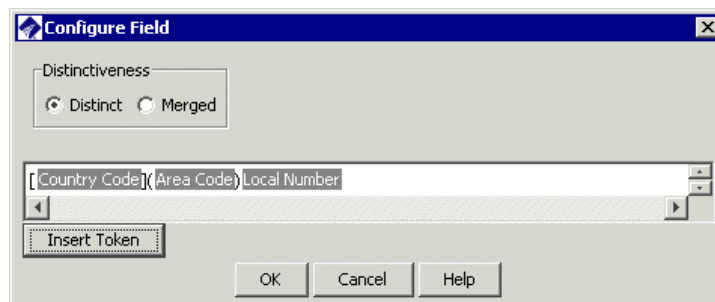 Configure Field
Distinctiveness
Distinct Merged
[Country Code](Area Code)Local Number
Insert Token
OK Cancel Help